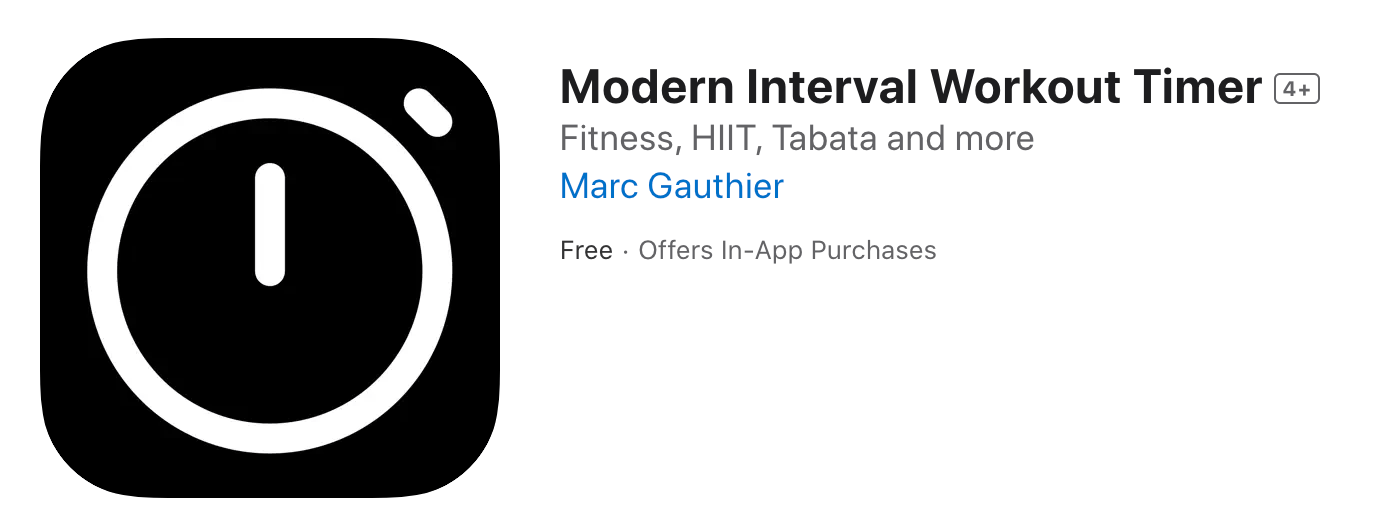 Modern Interval Workout Timer 4+
Fitness, HIIT, Tabata and more
Marc Gauthier
Free · Offers In-App Purchases